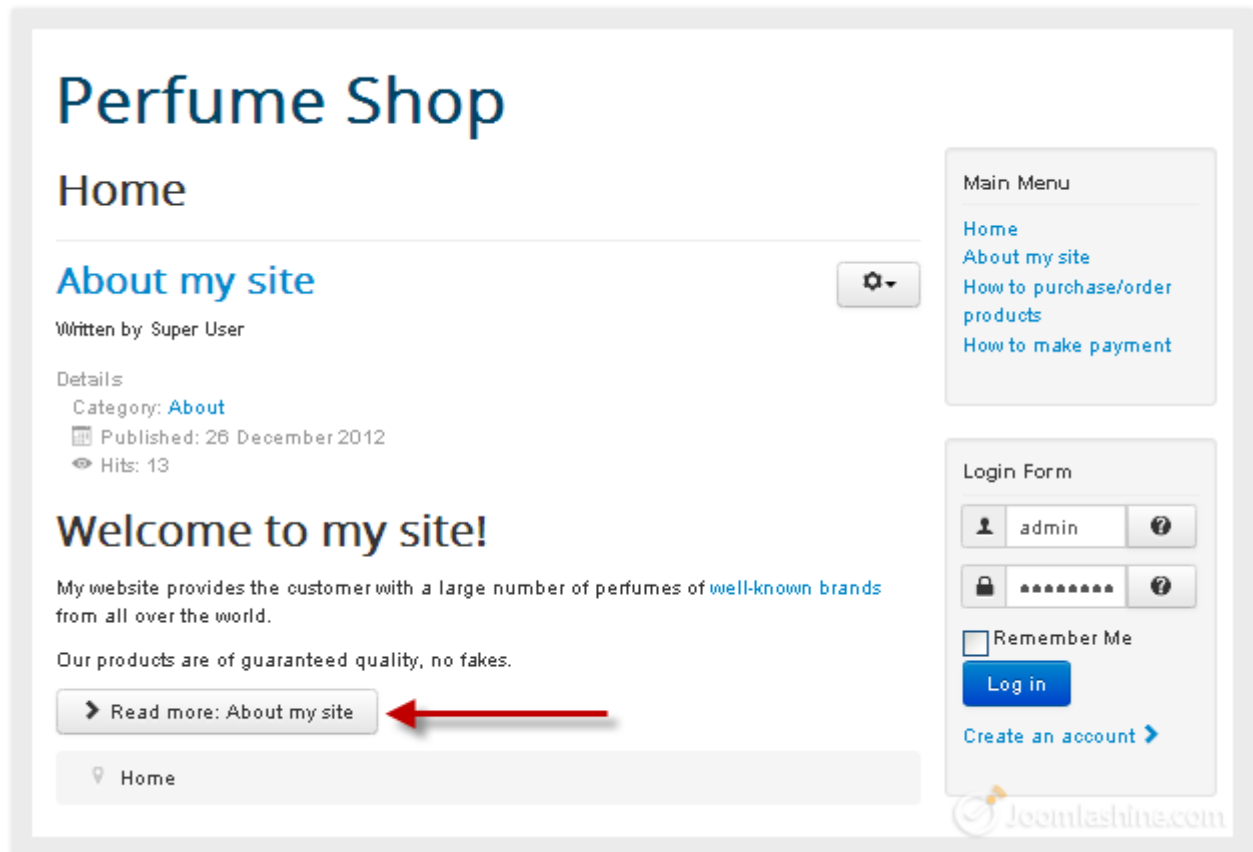 Perfume Shop
Home
About my site
Written by Super User
Details
Category: About
Published: 26 December 2012
Hits: 13
Welcome to my site!
My website provides the customer with a large number of perfumes of well-known brands
from all over the world.
Our products are of guaranteed quality, no fakes.
Read more: About my site
Home
Main Menu
Home
About my site
How to purchase/order
products
How to make payment
Login Form
admin
Remember Me
Log in
Create an account
Joomlashine.com